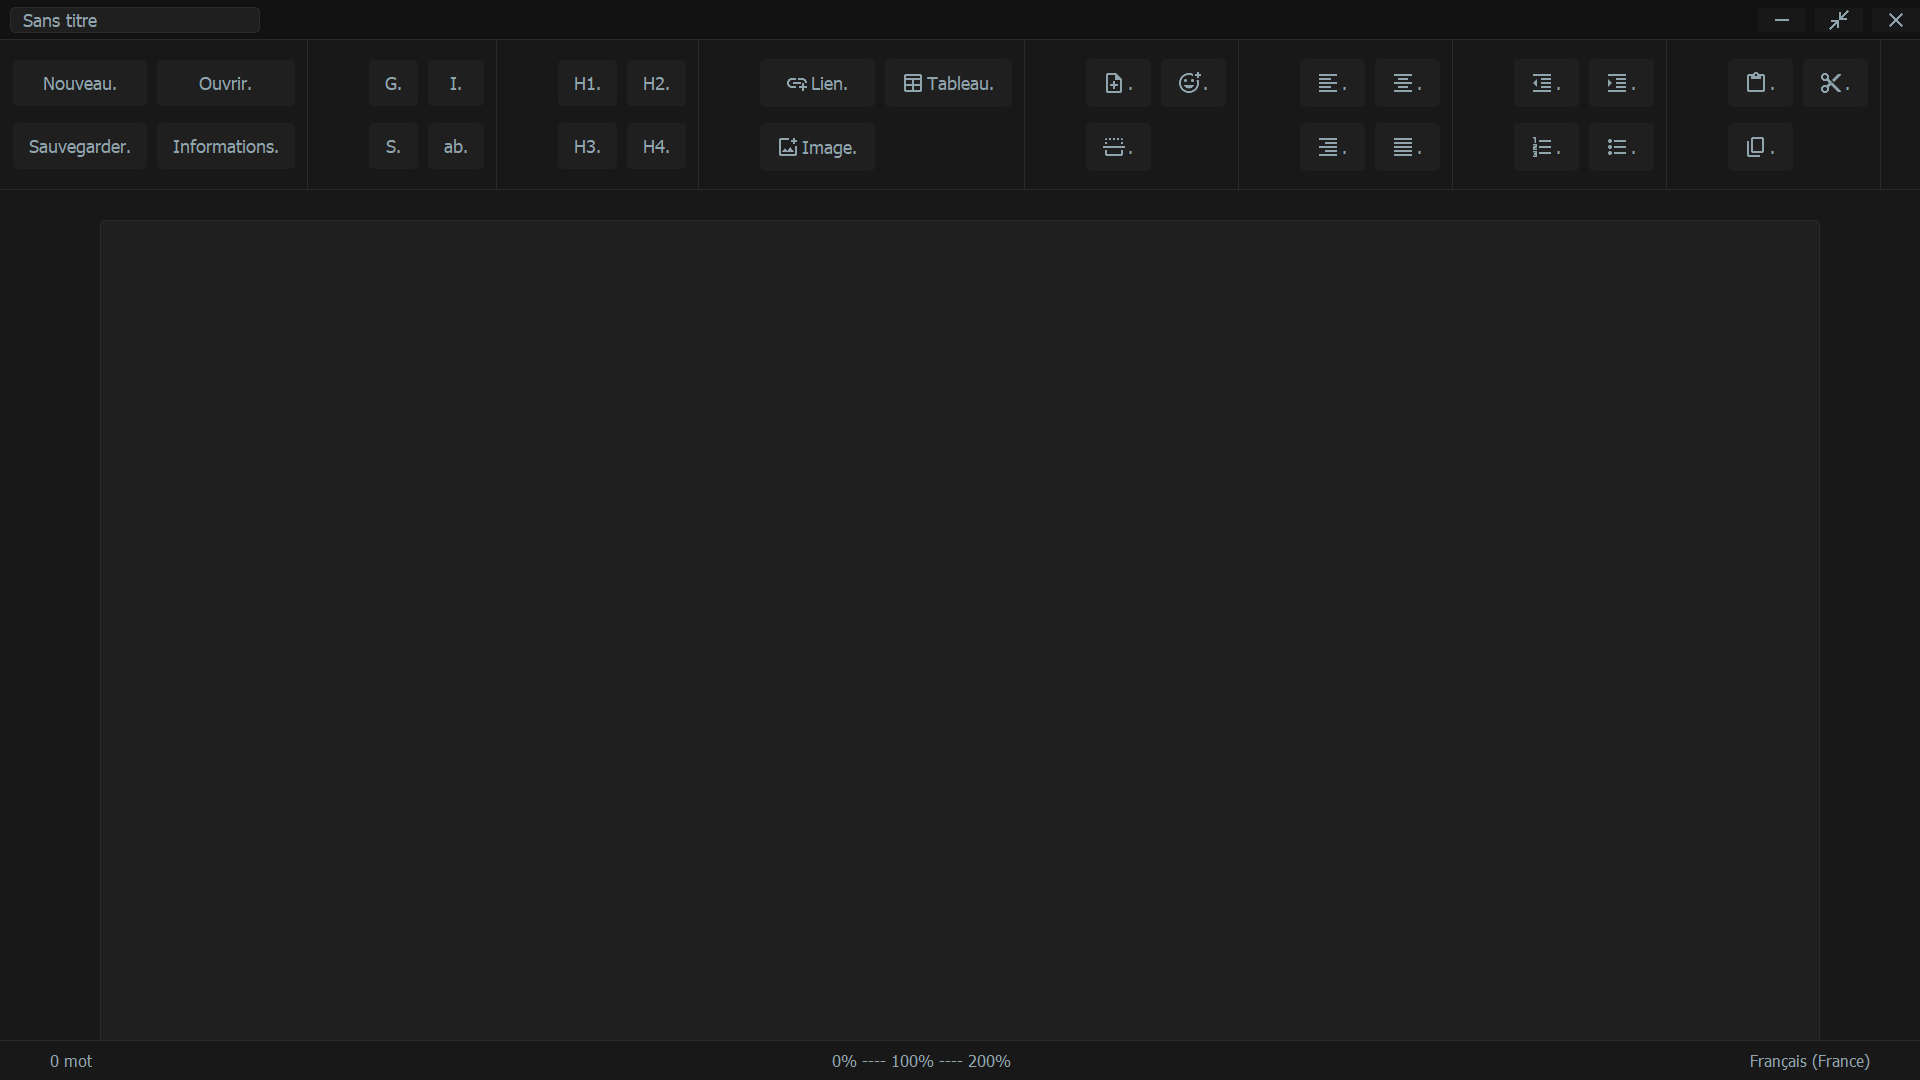 Sans titre
Nouveau. Ouvrir. G. I. H1. H2. Lien. Tableau. . . . . . . . .
Sauvegarder. Informations. S. ab. H3. H4. Image. . . . . . .
0 mot 0% ---- 100% ---- 200% Français (France)